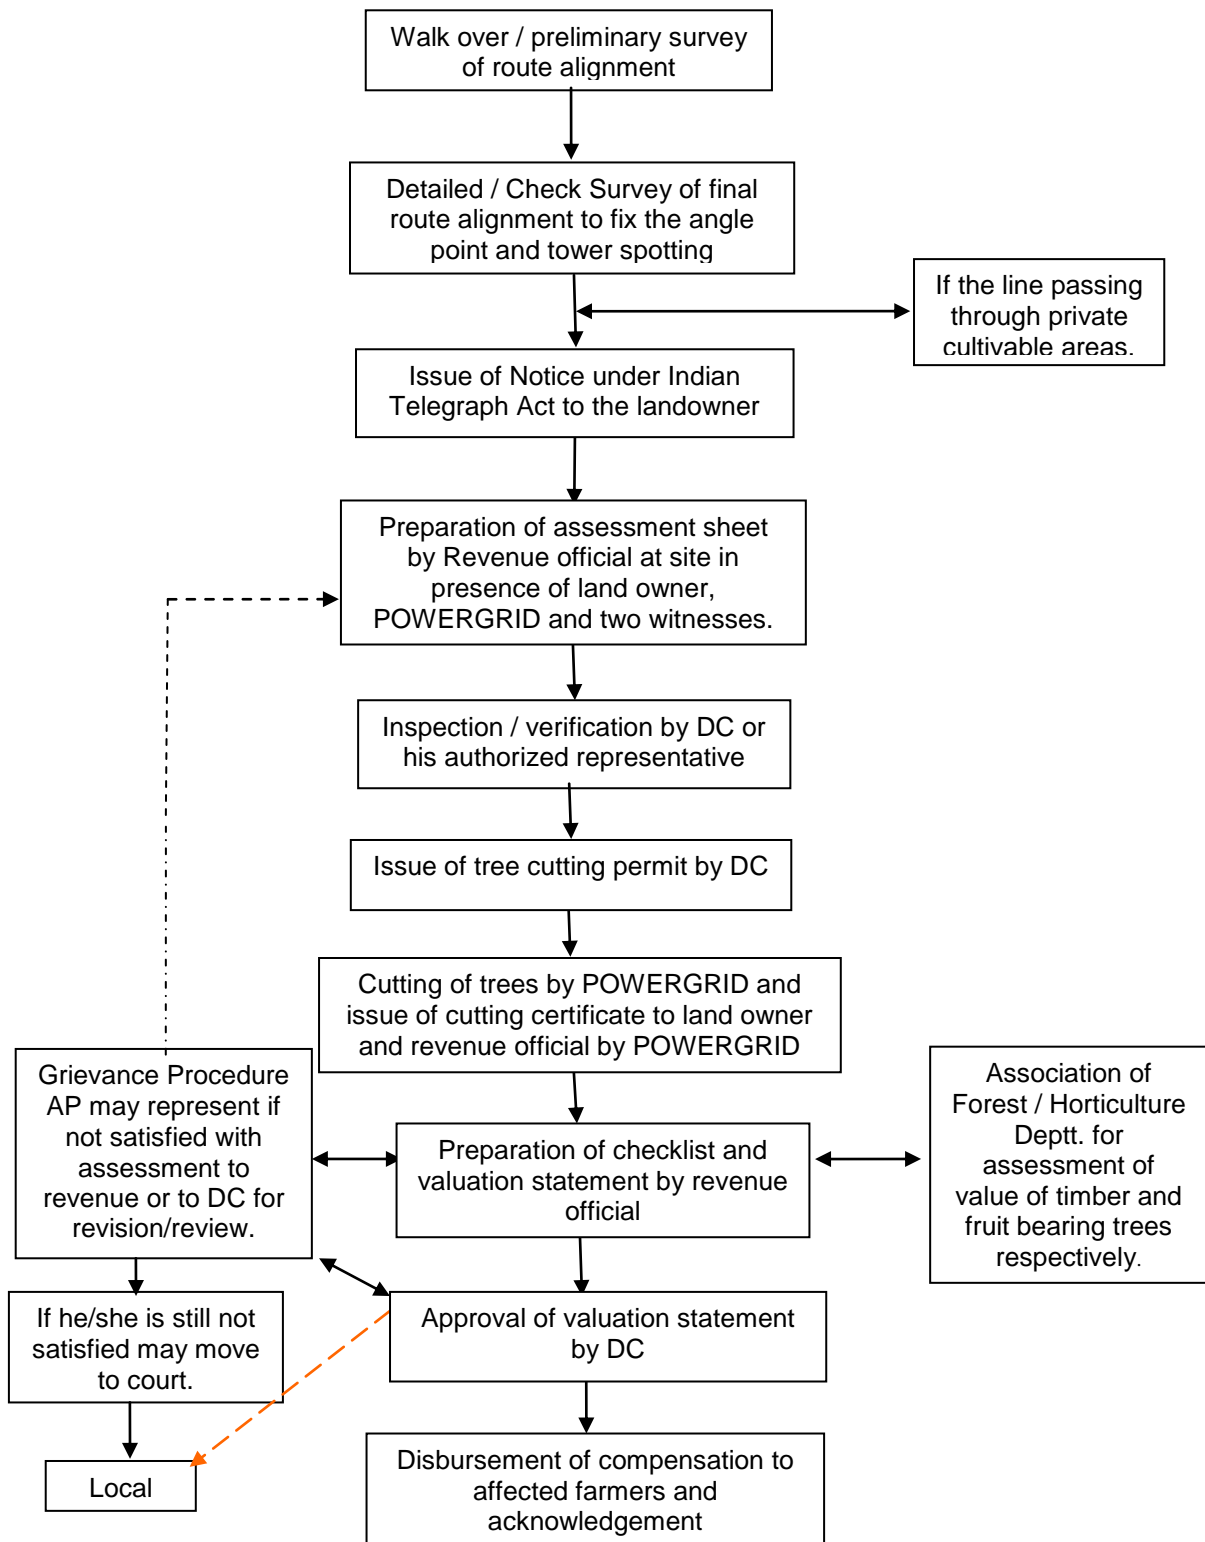 Walk over / preliminary survey
of route alignment
Detailed / Check Survey of final
route alignment to fix the angle
point and tower spotting
If the line passing
through private
cultivable areas.
Issue of Notice under Indian
Telegraph Act to the landowner
Preparation of assessment sheet
by Revenue official at site in
presence of land owner,
POWERGRID and two witnesses.
Inspection / verification by DC or
his authorized representative
Issue of tree cutting permit by DC
Cutting of trees by POWERGRID and
issue of cutting certificate to land owner
and revenue official by POWERGRID
Grievance Procedure
AP may represent if
not satisfied with
assessment to
revenue or to DC for
revision/review.
Preparation of checklist and
valuation statement by revenue
official
Association of
Forest / Horticulture
Deptt. for
assessment of
value of timber and
fruit bearing trees
respectively.
If he/she is still not
satisfied may move
to court.
Approval of valuation statement
by DC
Local
Disbursement of compensation to
affected farmers and
acknowledgement